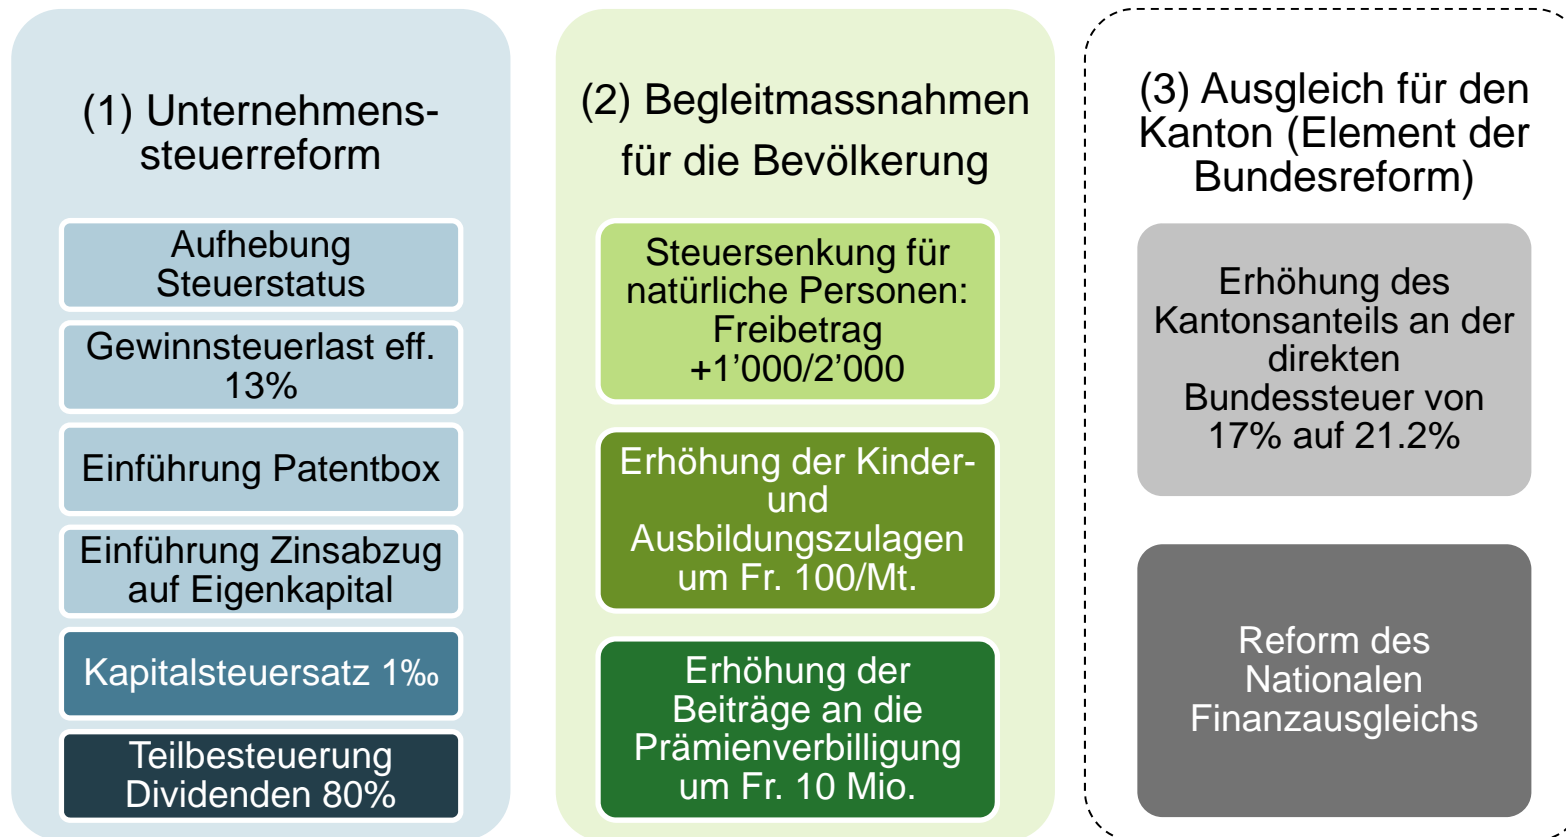 (1) Unternehmens-
steuerreform
Aufhebung
Steuerstatus
Gewinnsteuerlast eff.
13%
Einführung Patentbox
Einführung Zinsabzug
auf Eigenkapital
Kapitalsteuersatz 1‰
Teilbesteuerung
Dividenden 80%
(2) Begleitmassnahmen
für die Bevölkerung
Steuersenkung für
natürliche Personen:
Freibetrag
+1’000/2’000
Erhöhung der Kinder-
und
Ausbildungszulagen
um Fr. 100/Mt.
Erhöhung der
Beiträge an die
Prämienverbilligung
um Fr. 10 Mio.
(3) Ausgleich für den
Kanton (Element der
Bundesreform)
Erhöhung des
Kantonsanteils an der
direkten
Bundessteuer von
17% auf 21.2%
Reform des
Nationalen
Finanzausgleichs